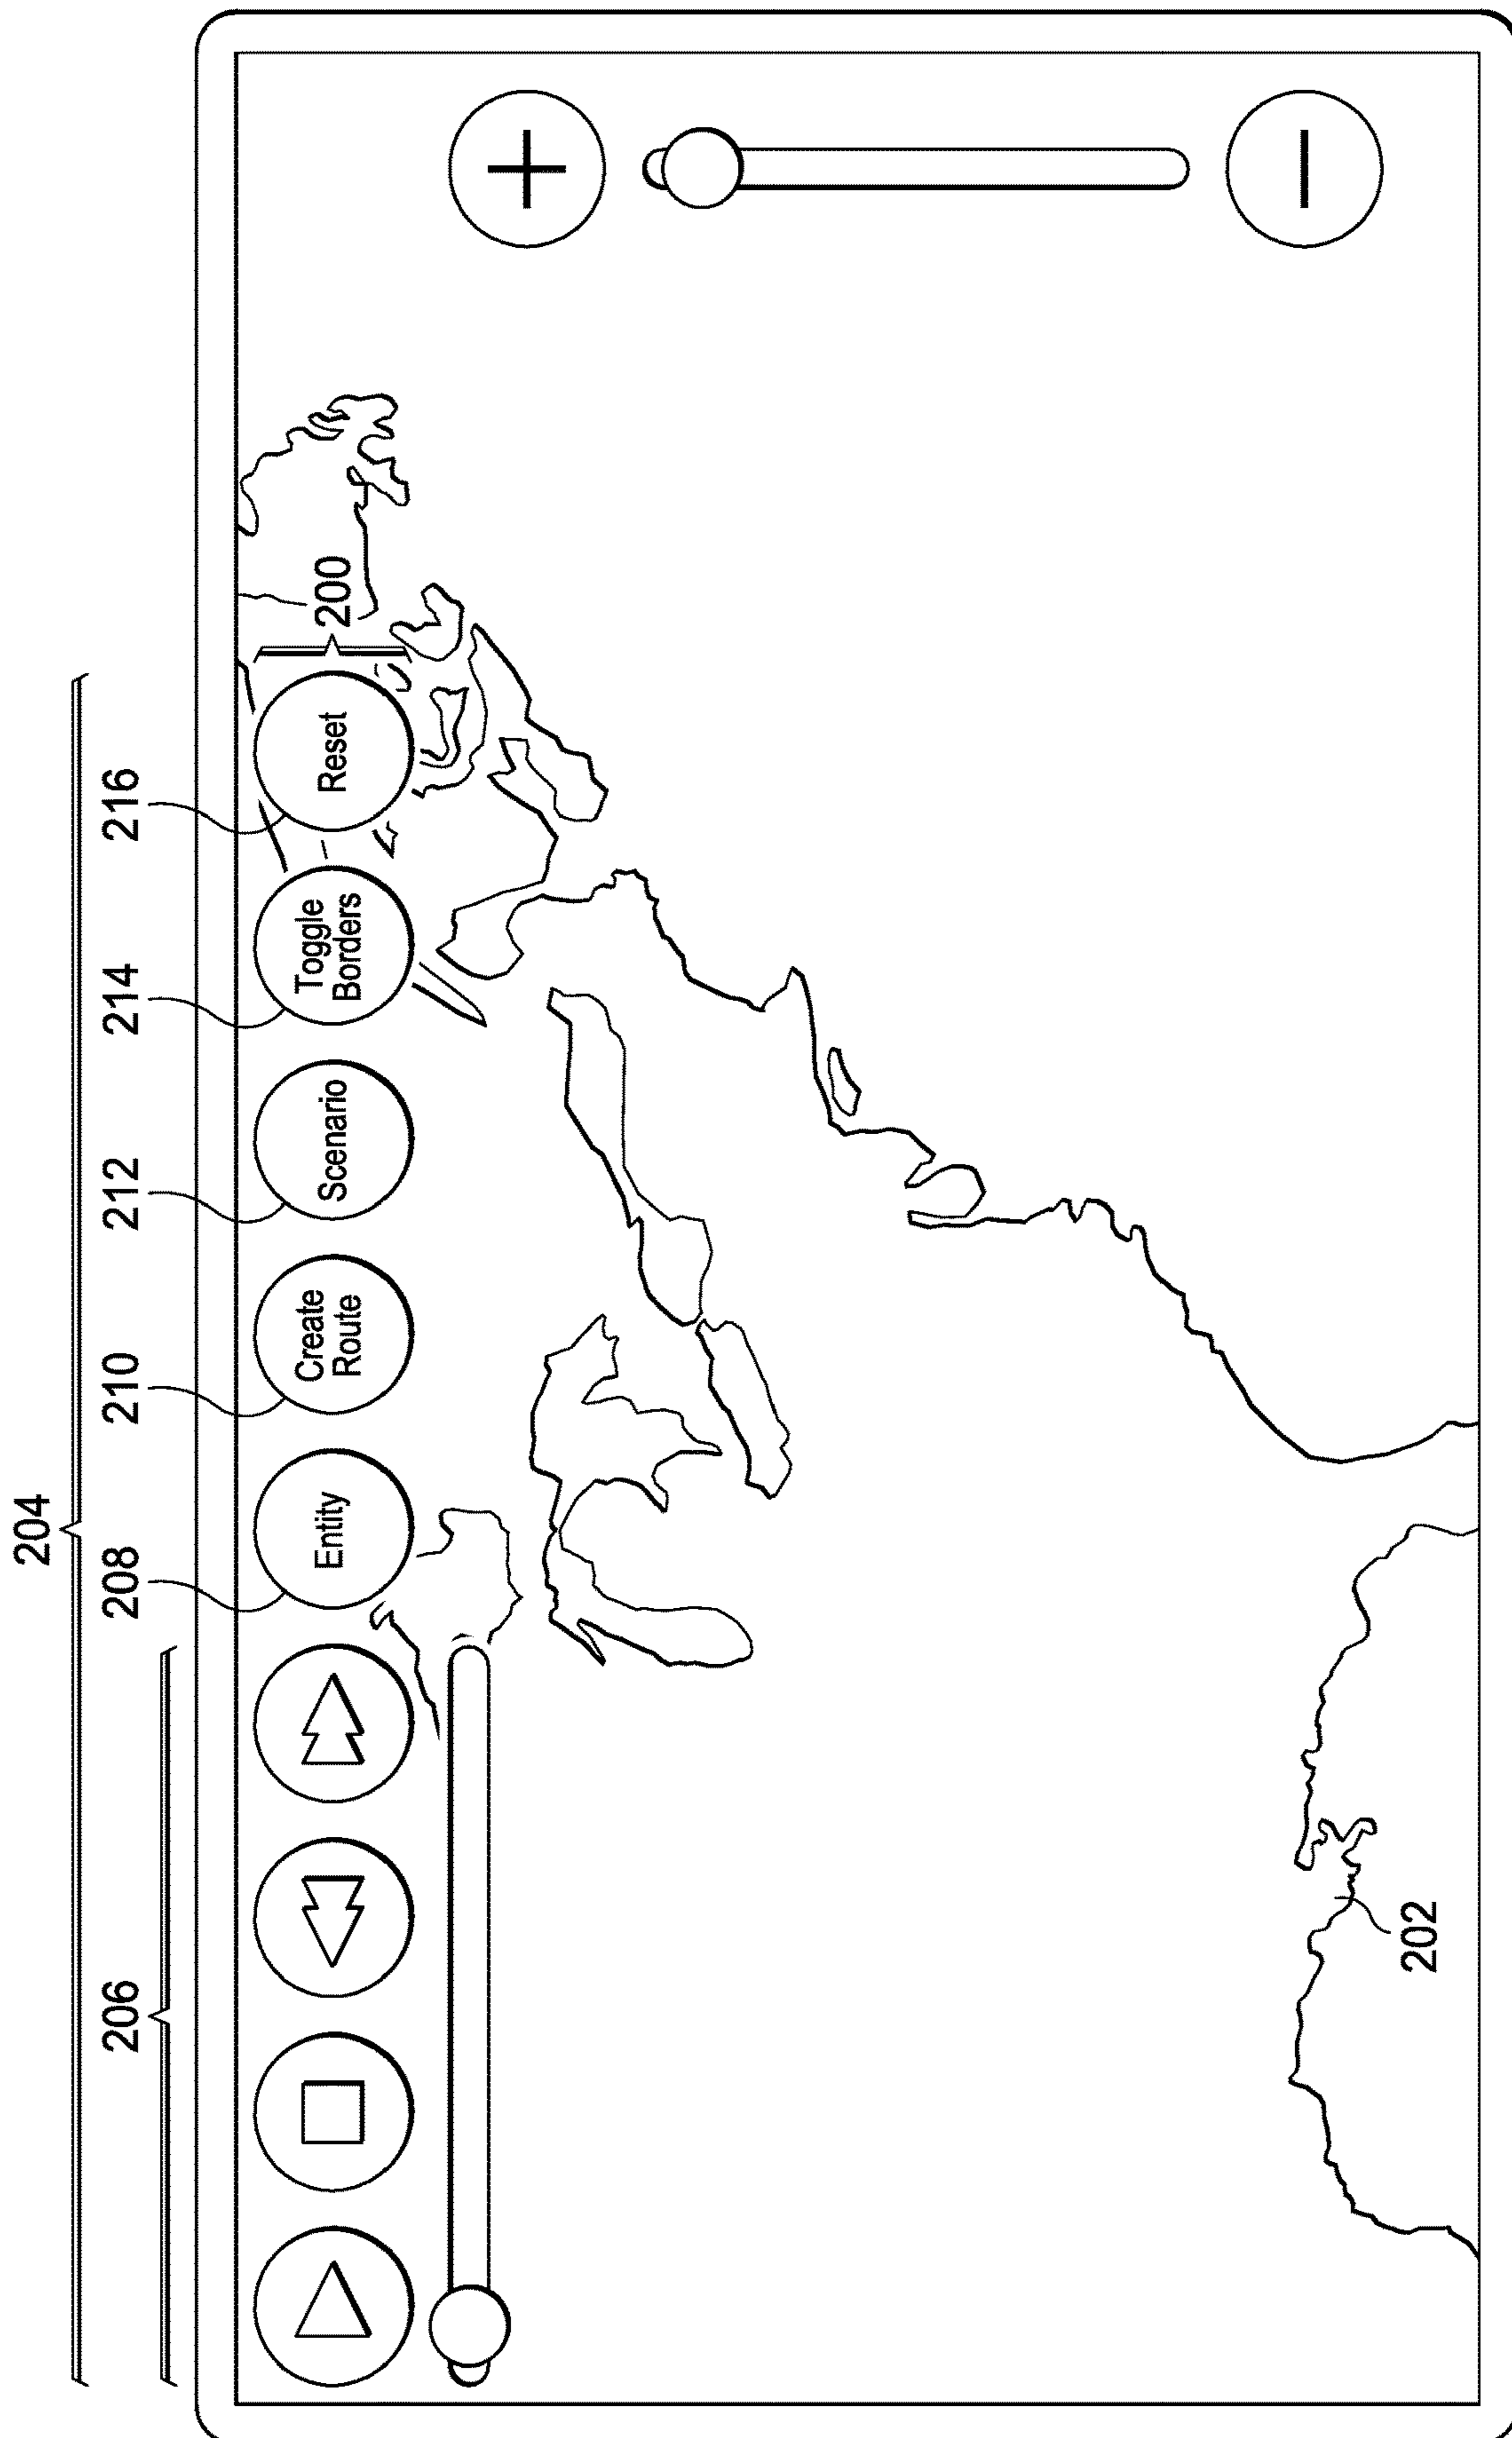 204
206
208
210
212
214
216
Entity
Create
Route
Scenario
Toggle
Borders
Reset
200
202